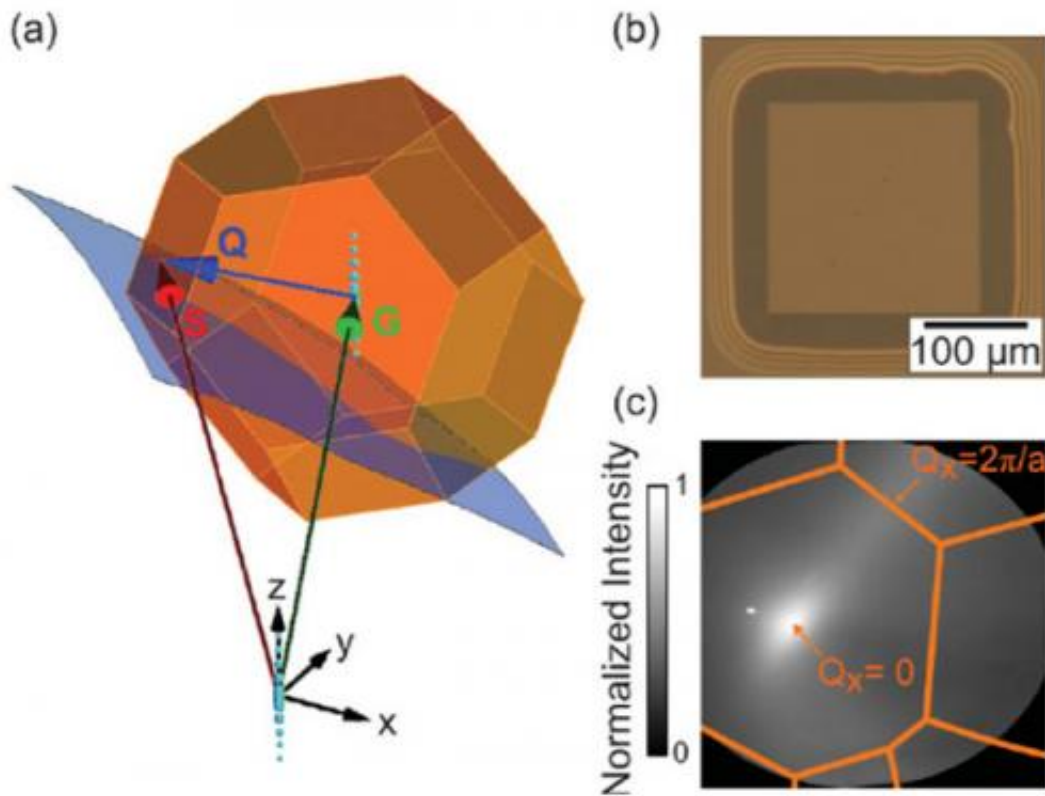 (a)
Q
S
G
z
y
x
(b)
100 μm
(c)
Normalized Intensity
1
0
Qx=2π/a
Qx= 0